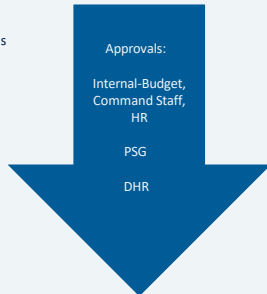 s
Approvals:
Internal-Budget,
Command Staff,
HR
PSG
DHR